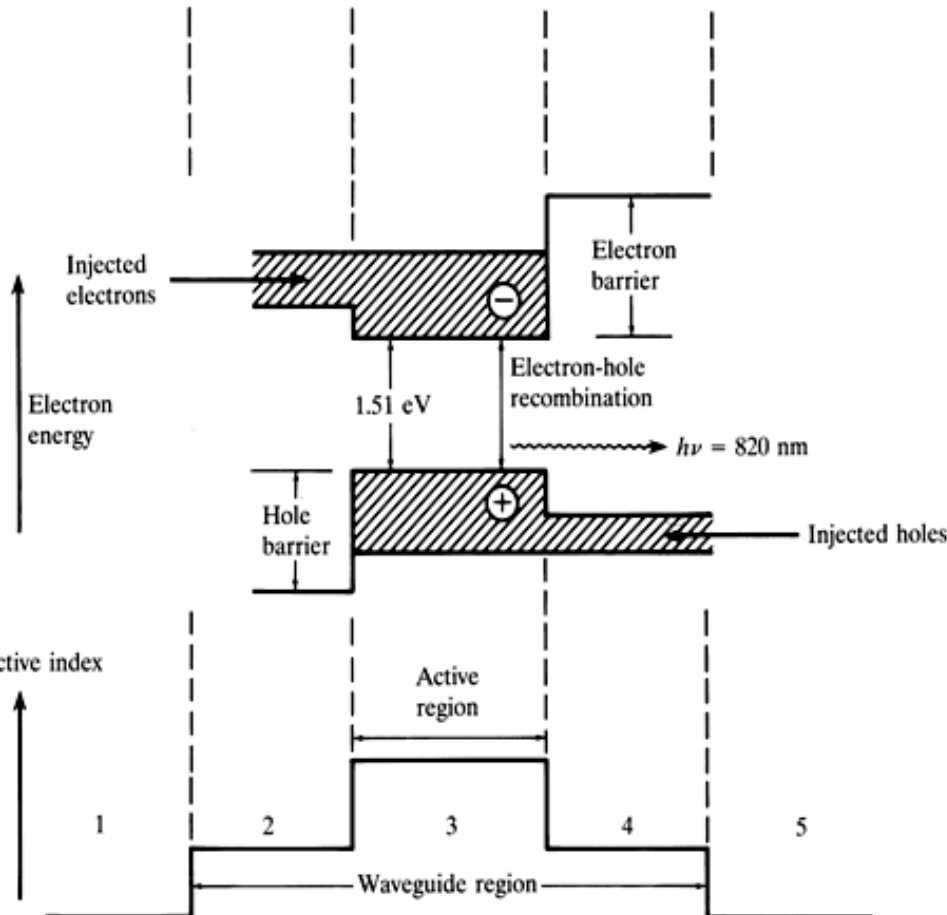 Injected
electrons
−
Electron
barrier
Electron
energy
1.51 eV
Electron-hole
recombination
hν = 820 nm
+
Hole
barrier
Injected holes
index
Active
region
1
2
3
4
5
Waveguide region